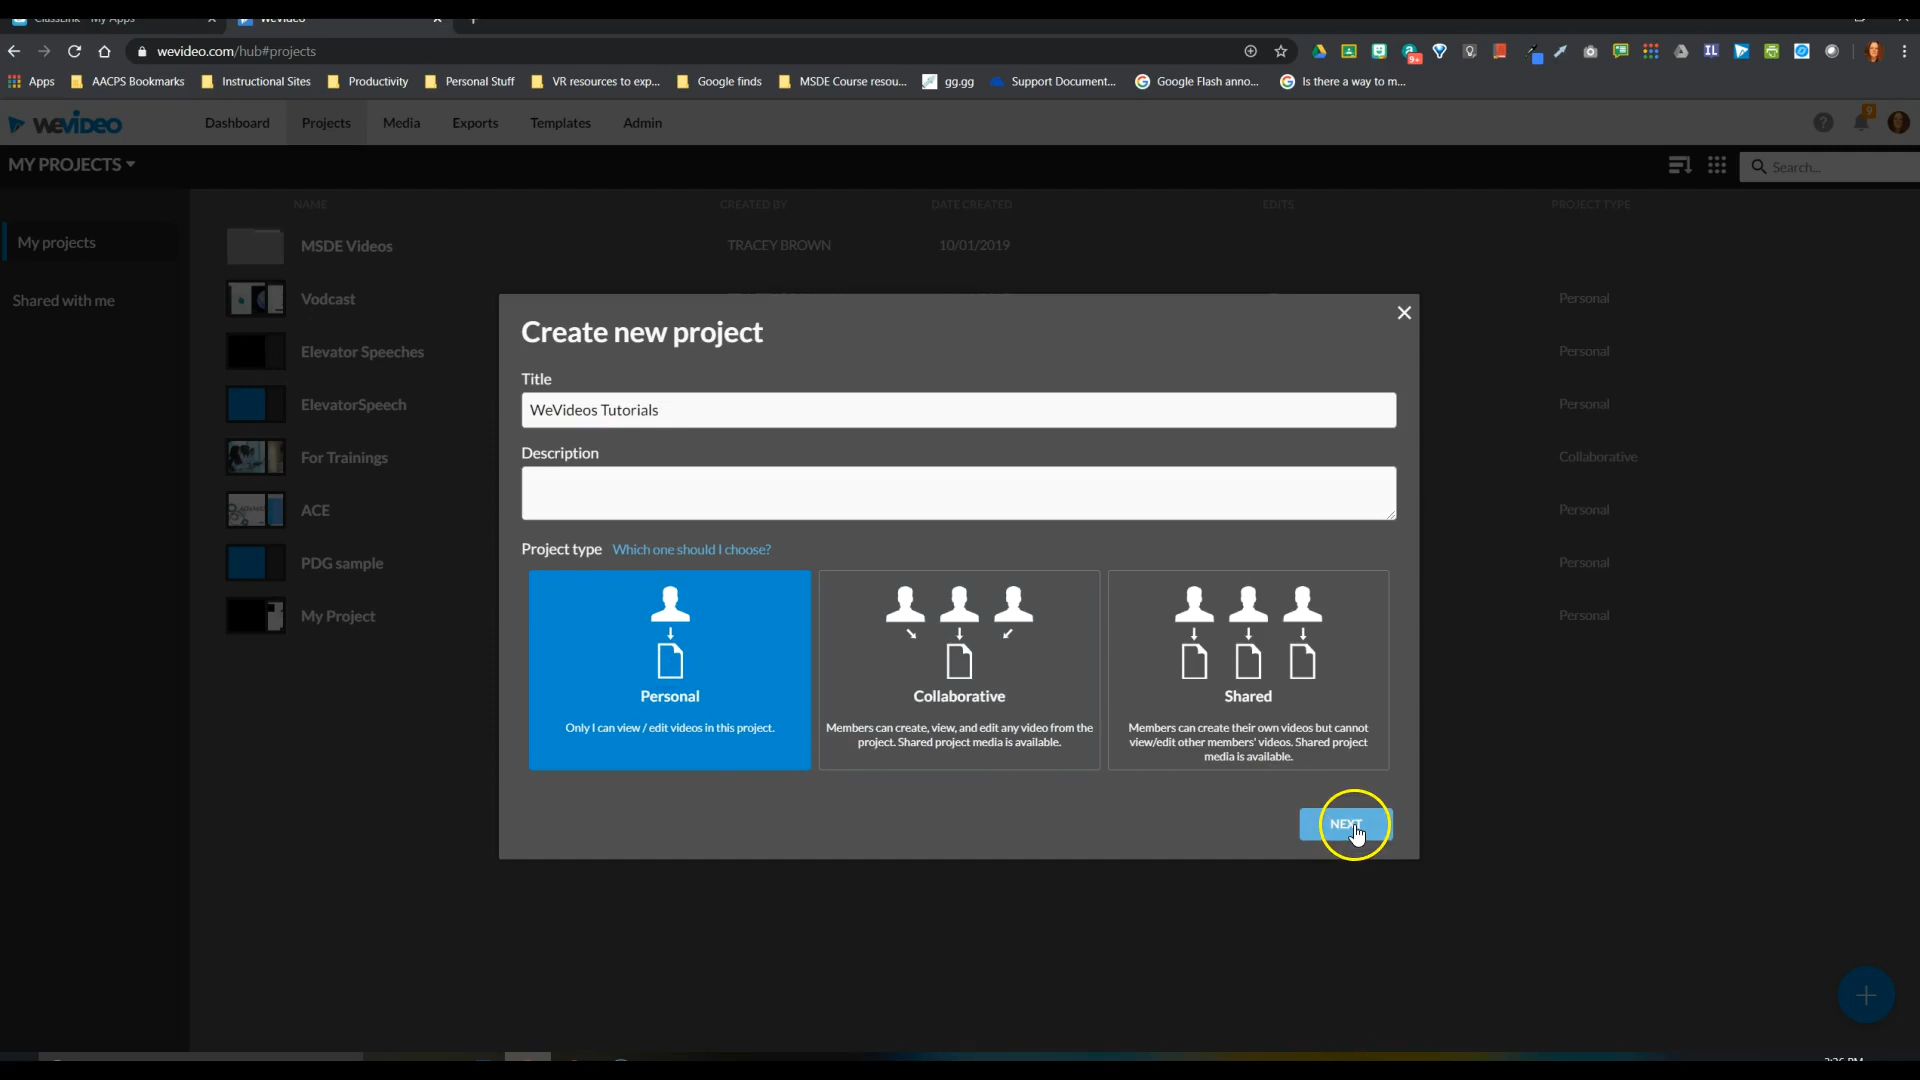 ClassLink - My Apps
WeVideo
wevideo.com/hub#projects
9+
IL
Apps
AACPS Bookmarks
Instructional Sites
Productivity
Personal Stuff
VR resources to exp...
Google finds
MSDE Course resou...
gg.gg
Support Document...
Google Flash anno...
Is there a way to m...
WEVIDEO
Dashboard
Projects
Media
Exports
Templates
Admin
?
9
MY PROJECTS
Search...
NAME
CREATED BY
DATE CREATED
EDITS
PROJECT TYPE
My projects
Shared with me
MSDE Videos
TRACEY BROWN
10/01/2019
Vodcast
Personal
Elevator Speeches
Personal
ElevatorSpeech
Personal
For Trainings
Collaborative
ACE
Personal
PDG sample
Personal
My Project
Personal
Create new project
Title
WeVideos Tutorials
Description
Project type
Which one should I choose?
Personal
Only I can view / edit videos in this project.
Collaborative
Members can create, view, and edit any video from the
project. Shared project media is available.
Shared
Members can create their own videos but cannot
view/edit other members' videos. Shared project
media is available.
NEXT